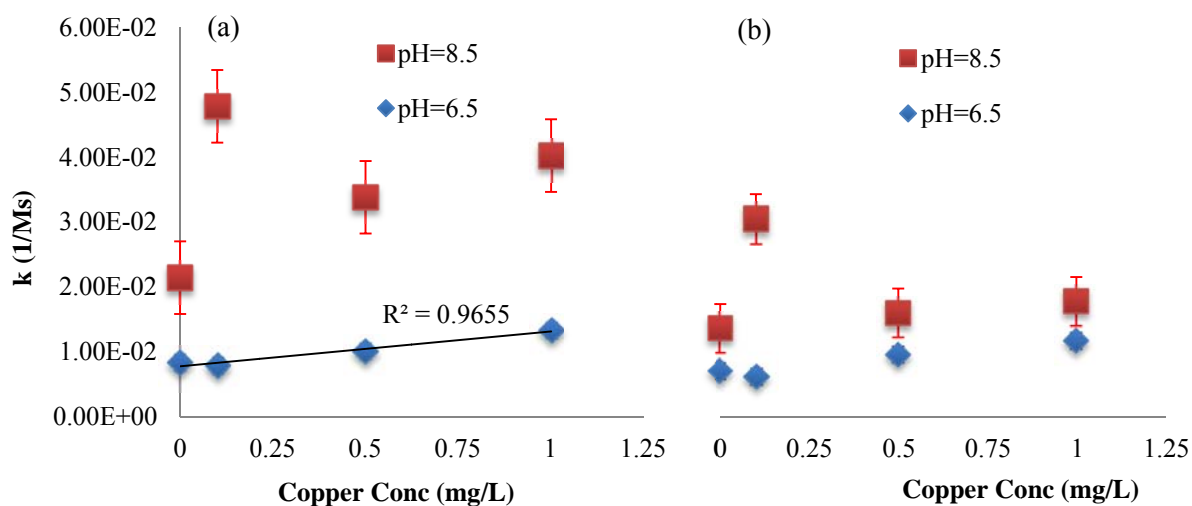 (a)
(b)
6.00E-02
5.00E-02
4.00E-02
3.00E-02
2.00E-02
1.00E-02
0.00E+00
k (1/Ms)
pH=8.5
pH=6.5
R² = 0.9655
0 0.25 0.5 0.75 1 1.25
Copper Conc (mg/L)
pH=8.5
pH=6.5
0 0.25 0.5 0.75 1 1.25
Copper Conc (mg/L)